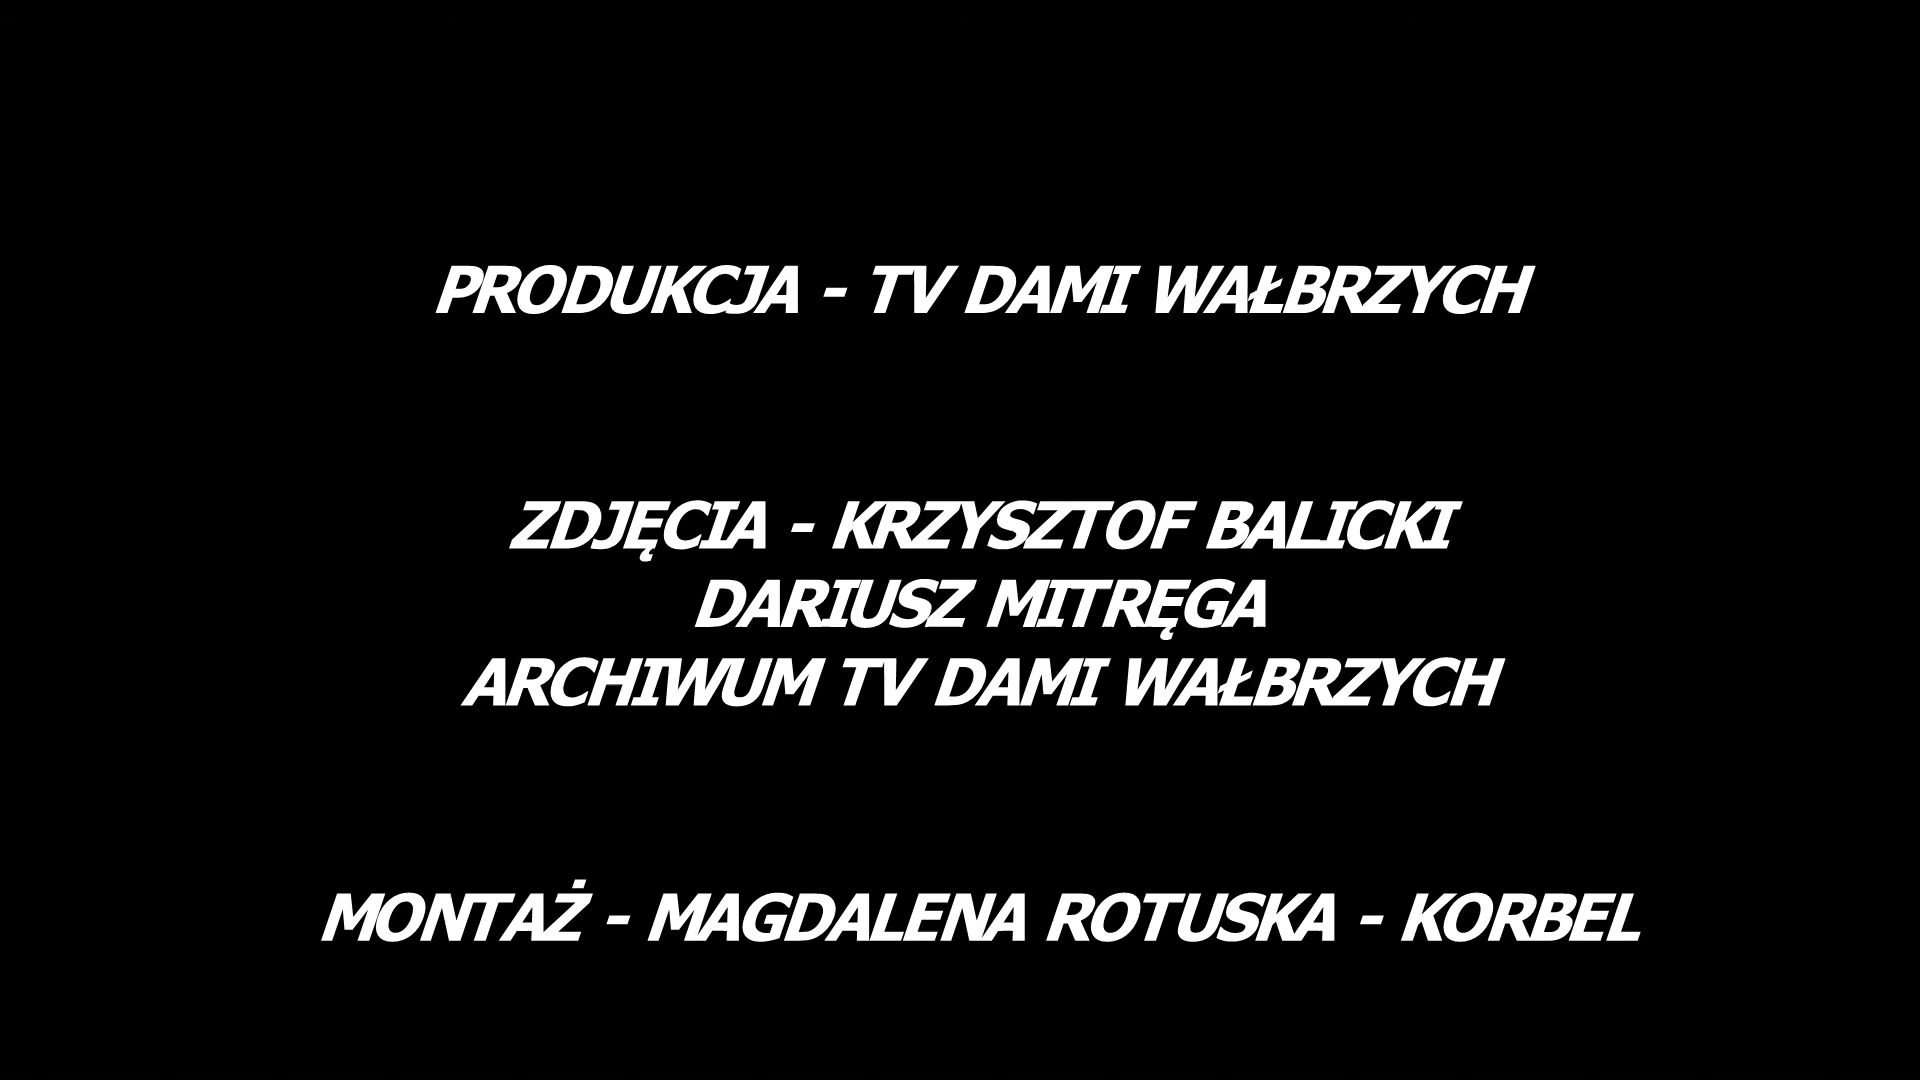 PRODUKCJA - TV DAMI WAŁBRZYCH
ZDJĘCIA - KRZYSZTOF BALICKI
DARIUSZ MITRĘGA
ARCHIWUM TV DAMI WAŁBRZYCH
MONTAŻ - MAGDALENA ROTUSKA - KORBEL